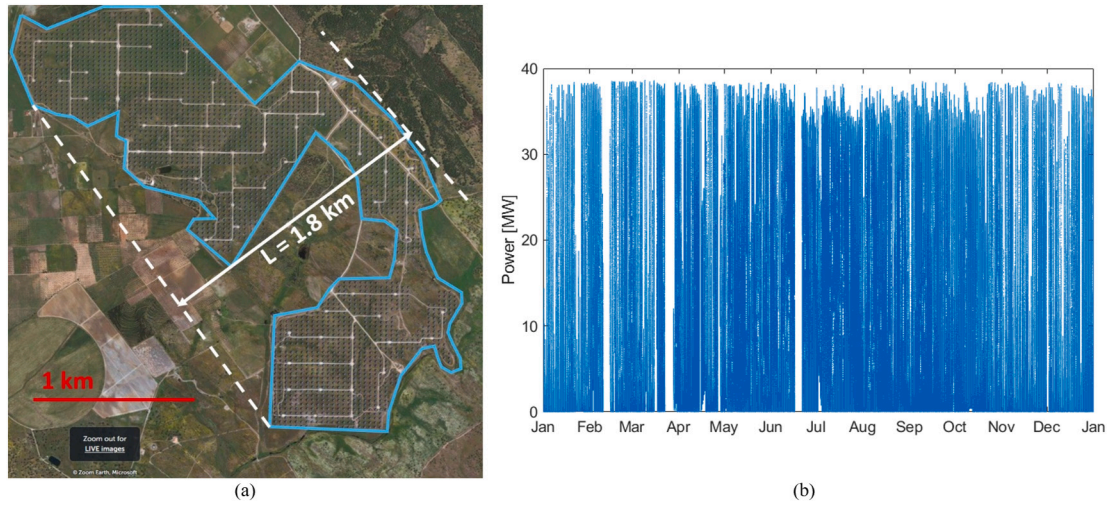 L = 1.8 km
1 km
Zoom out for
LIVE images
© Zoom Earth, Microsoft
(a)
Power [MW]
40
30
20
10
0
Jan Feb Mar Apr May Jun Jul Aug Sep Oct Nov Dec Jan
(b)